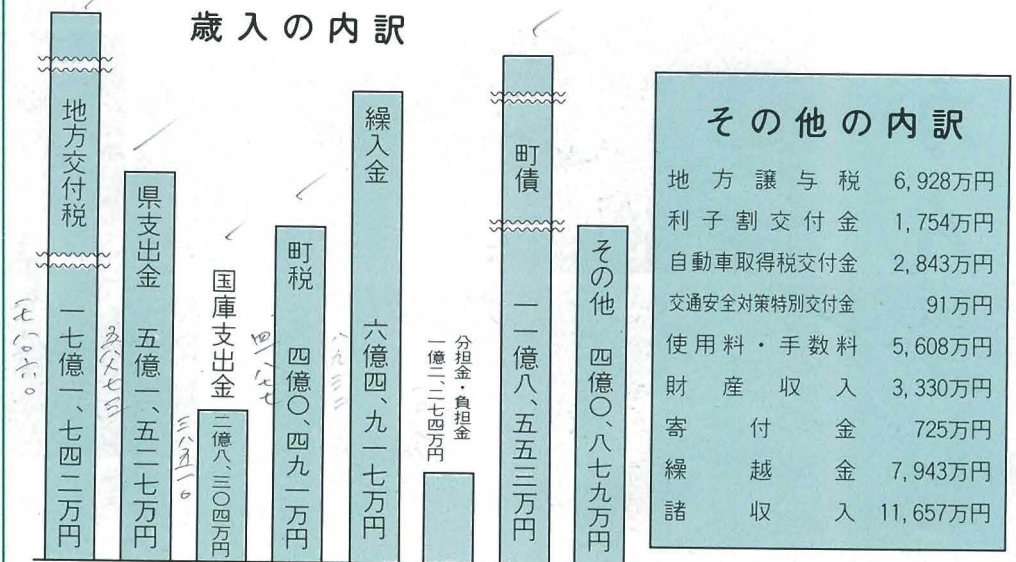 歳入の内訳
地方交付税 一七億一、七四二万円
県支出金 五億一、五二七万円
国庫支出金
二億八、三〇四万円
町税 四億〇、四九一万円
繰入金 六億四、九一七万円
分担金・負担金
一億二、二七四万円
町債 一一億八、五五三万円
その他 四億〇、八七九万円
その他の内訳
地方譲与税 6,928万円
利子割交付金 1,754万円
自動車取得税交付金 2,843万円
交通安全対策特別交付金 91万円
使用料・手数料 5,608万円
財産収入 3,330万円
寄付金 725万円
繰越金 7,943万円
諸収入 11,657万円